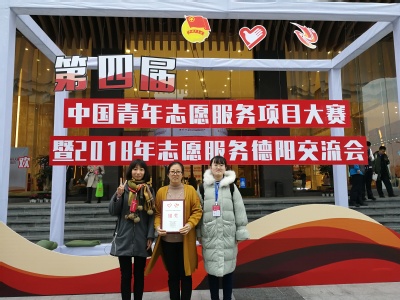 第四届
中国青年志愿服务项目大赛
暨2018年志愿服务德阳交流会
欢